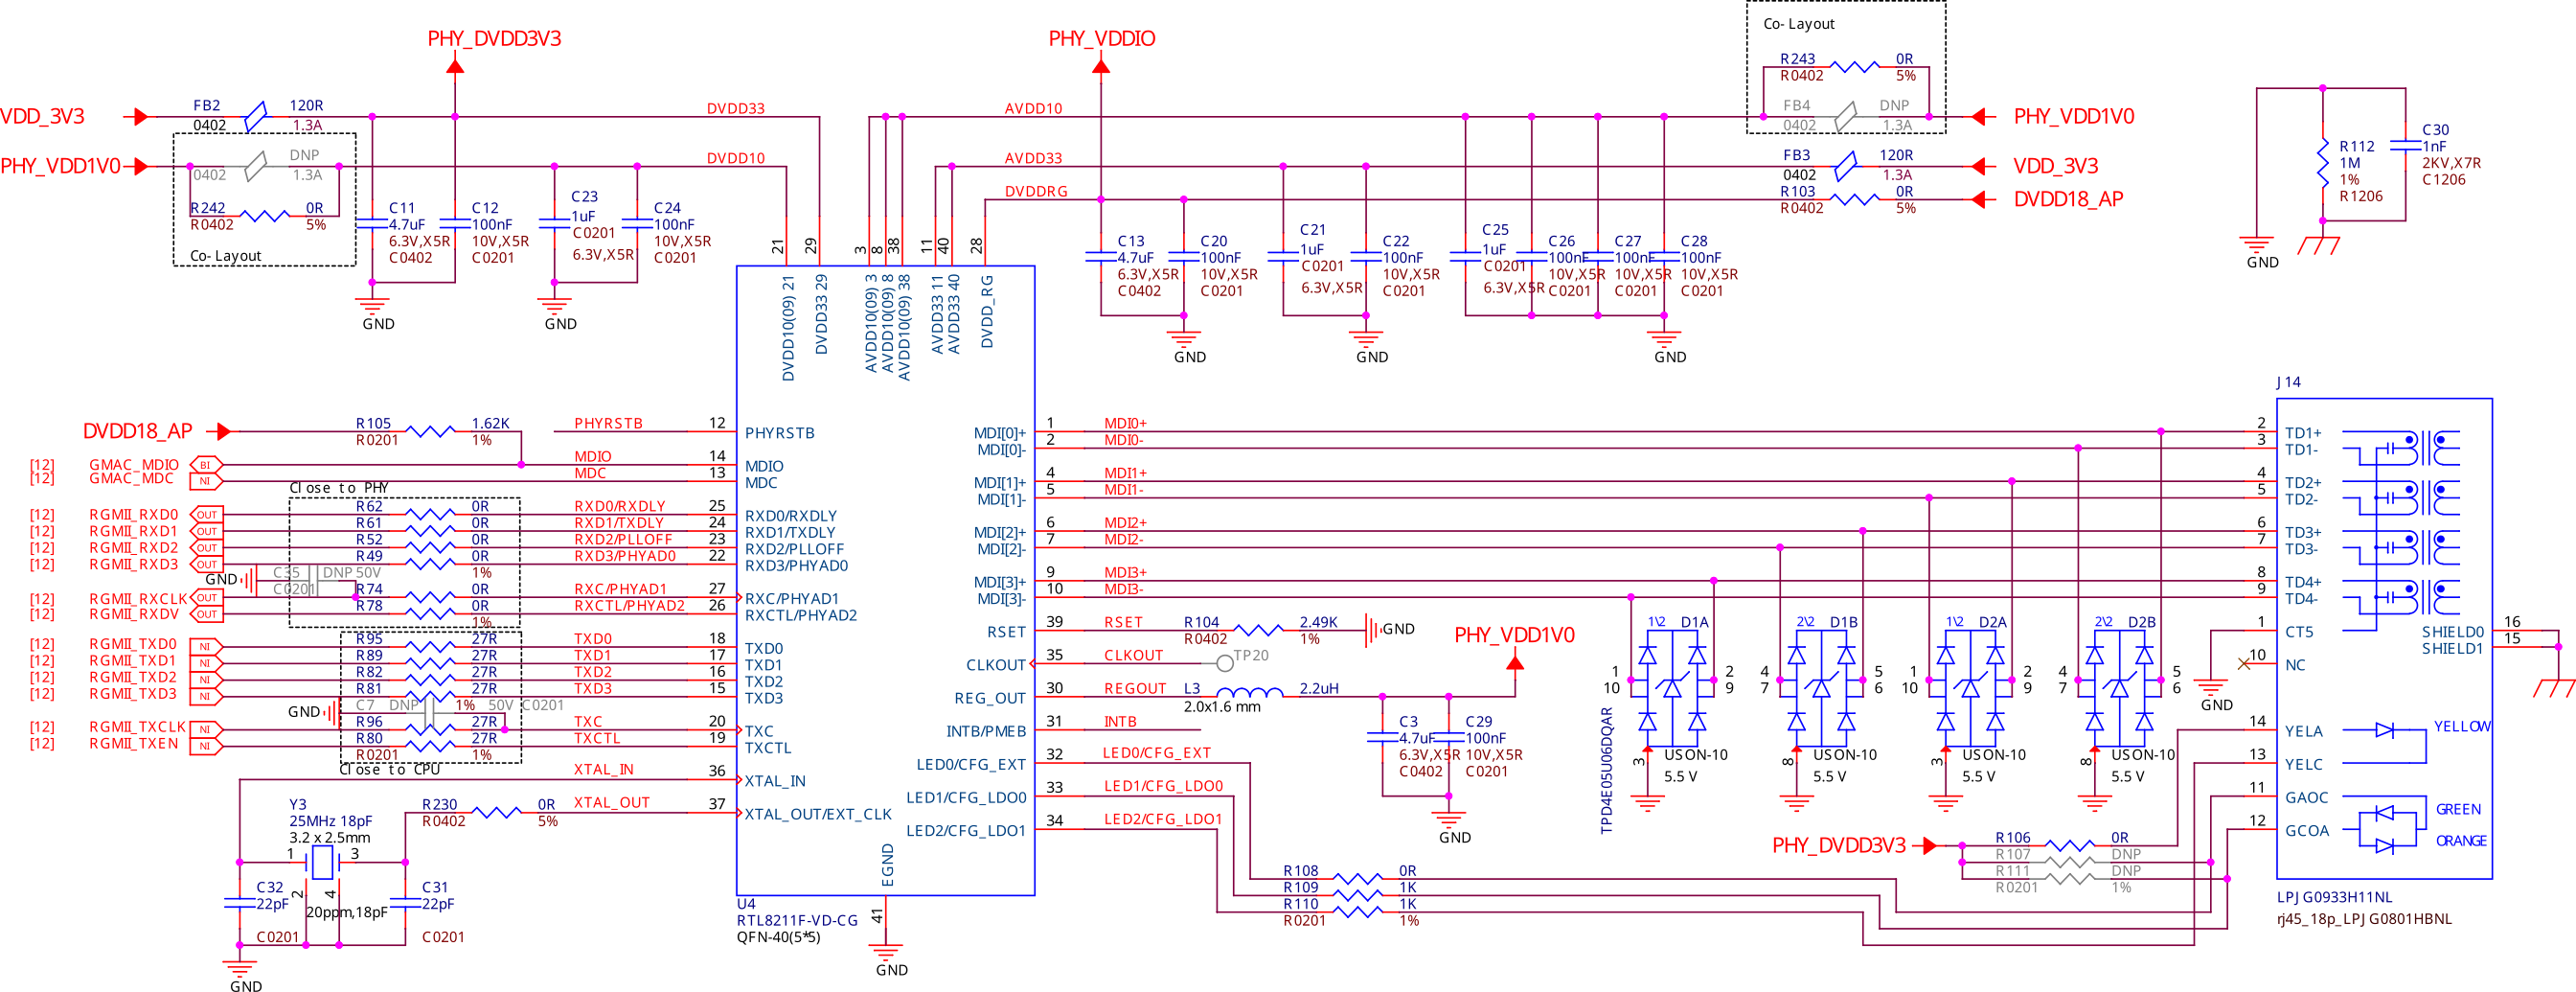 Co- Layout
PHY_DVDD3V3
PHY_VDDIO
R243 0R
R0402 5%
VDD_3V3
FB2 120R
0402 1.3A
DVDD33
AVDD10
FB4 DNP
0402 1.3A
PHY_VDD1V0
PHY_VDD1V0
DNP
0402 1.3A
DVDD10
AVDD33
FB3 120R
0402 1.3A
VDD_3V3
R242 0R
R0402 5%
Co- Layout
DVDDRG
R103 0R
R0402 5%
DVDD18_AP
C11
4.7uF
6.3V,X5R
C0402
C12
100nF
10V,X5R
C0201
C23
1uF
C0201
6.3V,X5R
C24
100nF
10V,X5R
C0201
GND
GND
C13
4.7uF
6.3V,X5R
C0402
C20
100nF
10V,X5R
C0201
C21
1uF
C0201
6.3V,X5R
C22
100nF
10V,X5R
C0201
C25
1uF
C0201
6.3V,X5R
C26
100nF
10V,X5R
C0201
C27
100nF
10V,X5R
C0201
C28
100nF
10V,X5R
C0201
GND
GND
GND
R112
1M
1%
R1206
C30
1nF
2KV,X7R
C1206
GND
21 29 3 8 38 11 40 28
DVDD10(09) 21
DVDD33 29
AVDD10(09) 3
AVDD10(09) 8
AVDD10(09) 38
AVDD33 11
AVDD33 40
DVDD_RG
DVDD18_AP
R105 1.62K
R0201 1%
PHYRSTB 12 PHYRSTB
[12] GMAC_MDIO BI MDIO 14 MDIO
[12] GMAC_MDC NI MDC 13 MDC
Close to PHY
[12] RGMII_RXD0 OUT R62 0R RXD0/RXDLY 25 RXD0/RXDLY
[12] RGMII_RXD1 OUT R61 0R RXD1/TXDLY 24 RXD1/TXDLY
[12] RGMII_RXD2 OUT R52 0R RXD2/PLLOFF 23 RXD2/PLLOFF
[12] RGMII_RXD3 OUT R49 0R RXD3/PHYAD0 22 RXD3/PHYAD0
1%
GND C35 DNP 50V
C0201
[12] RGMII_RXCLK OUT R74 0R RXC/PHYAD1 27 RXC/PHYAD1
[12] RGMII_RXDV OUT R78 0R RXCTL/PHYAD2 26 RXCTL/PHYAD2
1%
[12] RGMII_TXD0 NI R95 27R TXD0 18 TXD0
[12] RGMII_TXD1 NI R89 27R TXD1 17 TXD1
[12] RGMII_TXD2 NI R82 27R TXD2 16 TXD2
[12] RGMII_TXD3 NI R81 27R TXD3 15 TXD3
GND C7 DNP 1% 50V C0201
[12] RGMII_TXCLK NI R96 27R TXC 20 TXC
[12] RGMII_TXEN NI R80 27R TXCTL 19 TXCTL
R0201 1%
Close to CPU
XTAL_IN 36 XTAL_IN
R230 0R
R0402 5%
XTAL_OUT 37 XTAL_OUT/EXT_CLK
Y3
25MHz 18pF
3.2 x 2.5mm
1 3
2 4
20ppm,18pF
C32
22pF
C0201
C31
22pF
C0201
GND
EGND
41
GND
U4
RTL8211F-VD-CG
QFN-40(5*5)
MDI[0]+ 1 MDI0+
MDI[0]- 2 MDI0-
MDI[1]+ 4 MDI1+
MDI[1]- 5 MDI1-
MDI[2]+ 6 MDI2+
MDI[2]- 7 MDI2-
MDI[3]+ 9 MDI3+
MDI[3]- 10 MDI3-
RSET 39 RSET
R104 2.49K
R0402 1%
GND
CLKOUT 35 CLKOUT TP20
PHY_VDD1V0
REG_OUT 30 REGOUT
L3 2.2uH
2.0x1.6 mm
INTB/PMEB 31 INTB
LED0/CFG_EXT 32 LED0/CFG_EXT
LED1/CFG_LDO0 33 LED1/CFG_LDO0
LED2/CFG_LDO1 34 LED2/CFG_LDO1
C3
4.7uF
6.3V,X5R
C0402
C29
100nF
10V,X5R
C0201
GND
R108 0R
R109 1K
R110 1K
R0201 1%
TPD4E05U06DQAR
1\2 D1A
1 2
10 9
3
USON-10
5.5 V
2\2 D1B
4 5
7 6
8
USON-10
5.5 V
1\2 D2A
1 2
10 9
3
USON-10
5.5 V
2\2 D2B
4 5
7 6
8
USON-10
5.5 V
PHY_DVDD3V3
R106 0R
R107 DNP
R111 DNP
R0201 1%
J14
2 TD1+
3 TD1-
4 TD2+
5 TD2-
6 TD3+
7 TD3-
8 TD4+
9 TD4-
1 CT5
10 NC
SHIELD0 16
SHIELD1 15
GND
14 YELA YELLOW
13 YELC
11 GAOC GREEN
12 GCOA ORANGE
LPJG0933H11NL
rj45_18p_LPJG0801HBNL